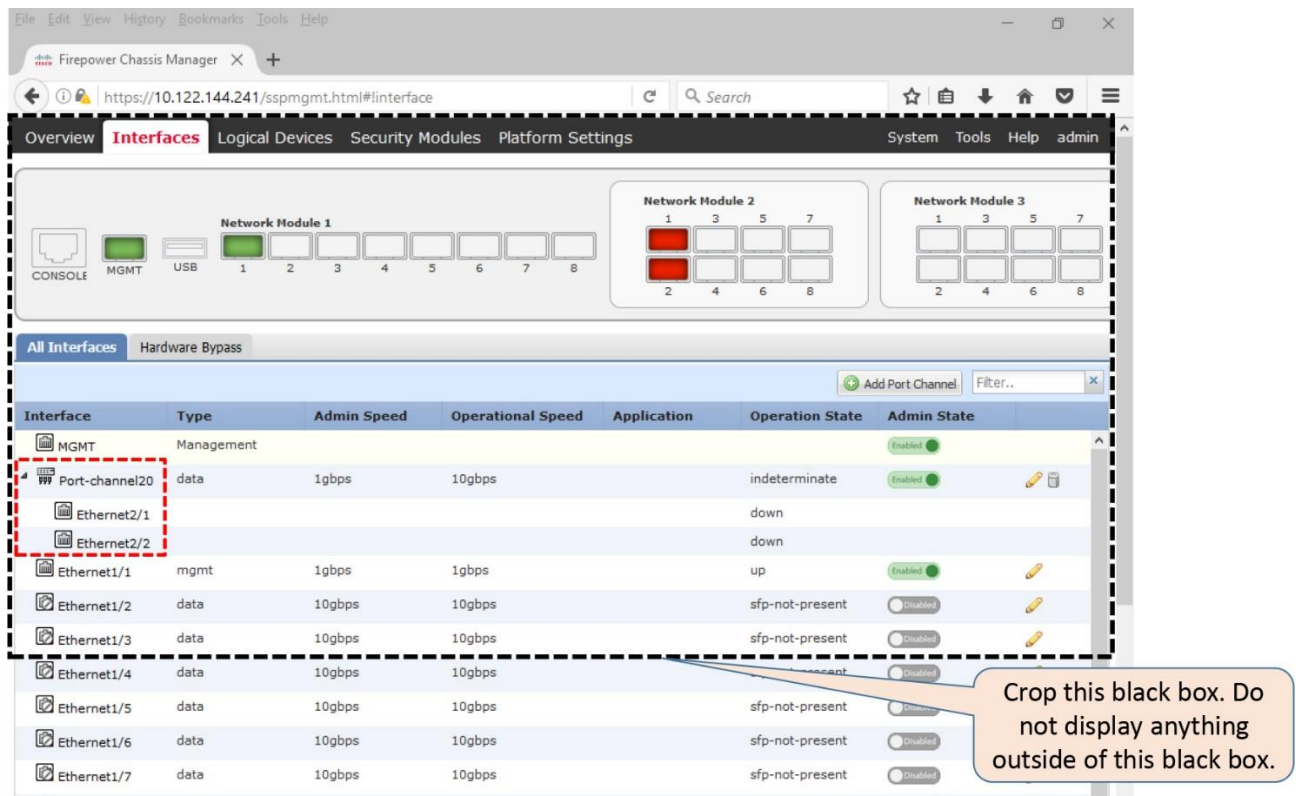 File Edit View History Bookmarks Tools Help
cisco Firepower Chassis Manager
https://10.122.144.241/sspmgmt.html#!interface Search
Overview Interfaces Logical Devices Security Modules Platform Settings System Tools Help admin
Network Module 1
CONSOLE MGMT USB 1 2 3 4 5 6 7 8
Network Module 2
1 3 5 7
2 4 6 8
Network Module 3
1 3 5 7
2 4 6 8
All Interfaces Hardware Bypass
Add Port Channel Filter..
Interface Type Admin Speed Operational Speed Application Operation State Admin State
MGMT Management Enabled
Port-channel20 data 1gbps 10gbps indeterminate Enabled
Ethernet2/1 down
Ethernet2/2 down
Ethernet1/1 mgmt 1gbps 1gbps up Enabled
Ethernet1/2 data 10gbps 10gbps sfp-not-present Disabled
Ethernet1/3 data 10gbps 10gbps sfp-not-present Disabled
Ethernet1/4 data 10gbps 10gbps Disabled
Ethernet1/5 data 10gbps 10gbps sfp-not-present
Ethernet1/6 data 10gbps 10gbps sfp-not-present Disabled
Ethernet1/7 data 10gbps 10gbps sfp-not-present Disabled
Crop this black box. Do
not display anything
outside of this black box.